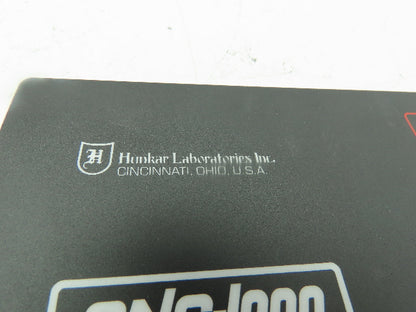 H Hunkar Laboratories Inc.
CINCINNATI, OHIO, U.S.A.